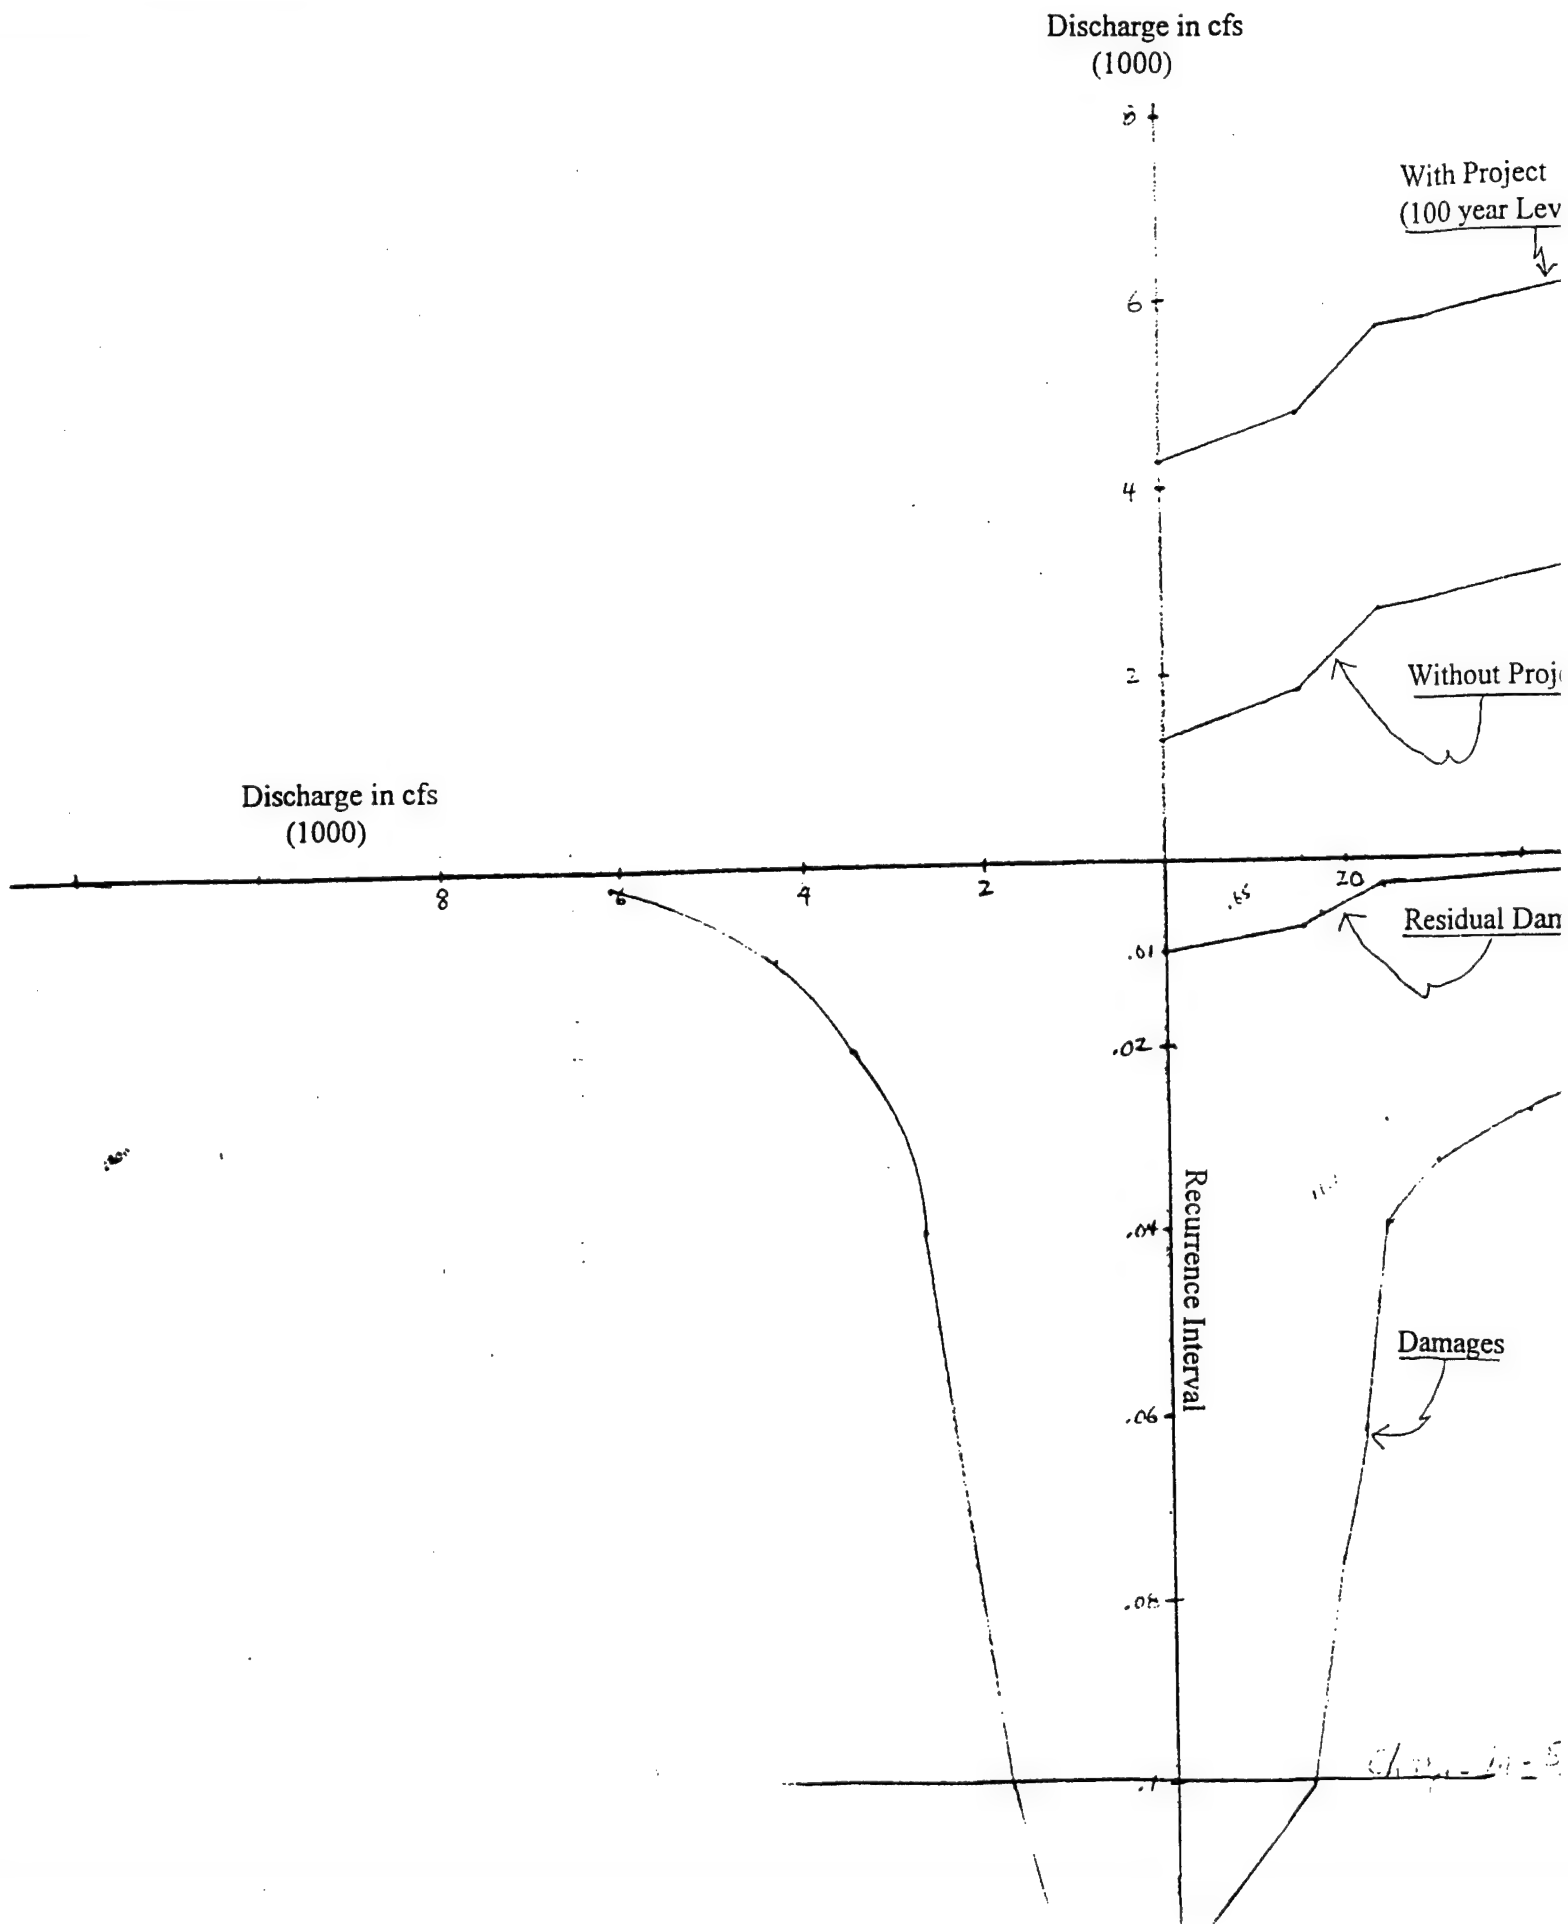 Discharge in cfs
(1000)
8
With Project
(100 year Lev
6
4
2
Without Proj
Discharge in cfs
(1000)
8
6
4
2
20
Residual Dam
.01
.02
Recurrence Interval
.04
Damages
.06
.08
.1